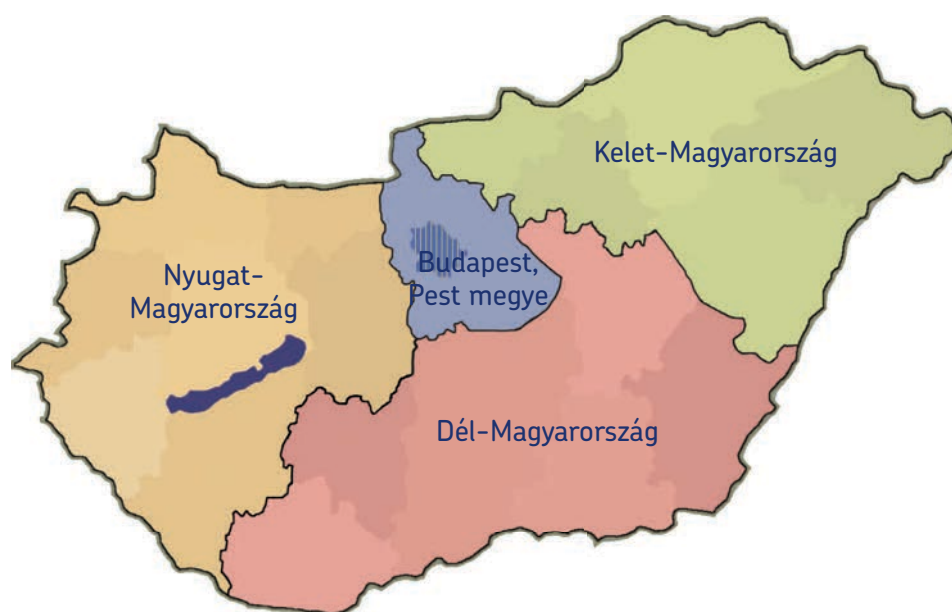 Kelet-Magyarország
Nyugat-
Magyarország
Budapest,
Pest megye
Dél-Magyarország